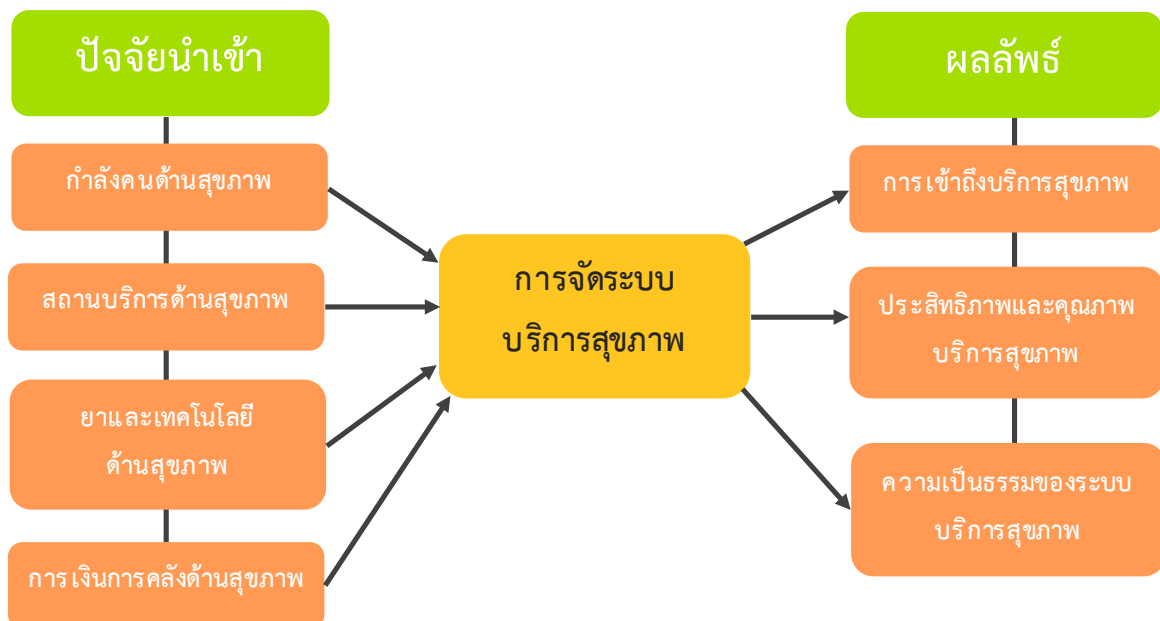 ปัจจัยนำเข้า
กำลังคนด้านสุขภาพ
สถานบริการด้านสุขภาพ
ยาและเทคโนโลยี
ด้านสุขภาพ
การเงินการคลังด้านสุขภาพ
การจัดระบบ
บริการสุขภาพ
ผลลัพธ์
การเข้าถึงบริการสุขภาพ
ประสิทธิภาพและคุณภาพ
บริการสุขภาพ
ความเป็นธรรมของระบบ
บริการสุขภาพ